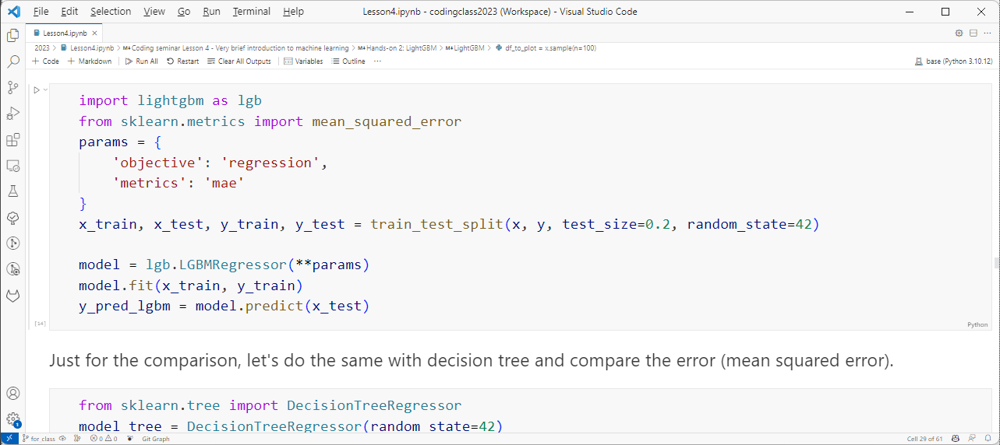 File Edit Selection View Go Run Terminal Help Lesson4.ipynb - codingclass2023 (Workspace) - Visual Studio Code
Lesson4.ipynb
2023 > Lesson4.ipynb > M↓Coding seminar Lesson 4 - Very brief introduction to machine learning > M↓Hands-on 2: LightGBM > M↓LightGBM > df_to_plot = x.sample(n=100)
+ Code + Markdown Run All Restart Clear All Outputs Variables Outline ... base (Python 3.10.12)
import lightgbm as lgb
from sklearn.metrics import mean_squared_error
params = {
    'objective': 'regression',
    'metrics': 'mae'
}
x_train, x_test, y_train, y_test = train_test_split(x, y, test_size=0.2, random_state=42)
model = lgb.LGBMRegressor(**params)
model.fit(x_train, y_train)
y_pred_lgbm = model.predict(x_test)
[14] Python
Just for the comparison, let's do the same with decision tree and compare the error (mean squared error).
from sklearn.tree import DecisionTreeRegressor
model_tree = DecisionTreeRegressor(random_state=42)
1
for_class 0 0 Git Graph Cell 29 of 61